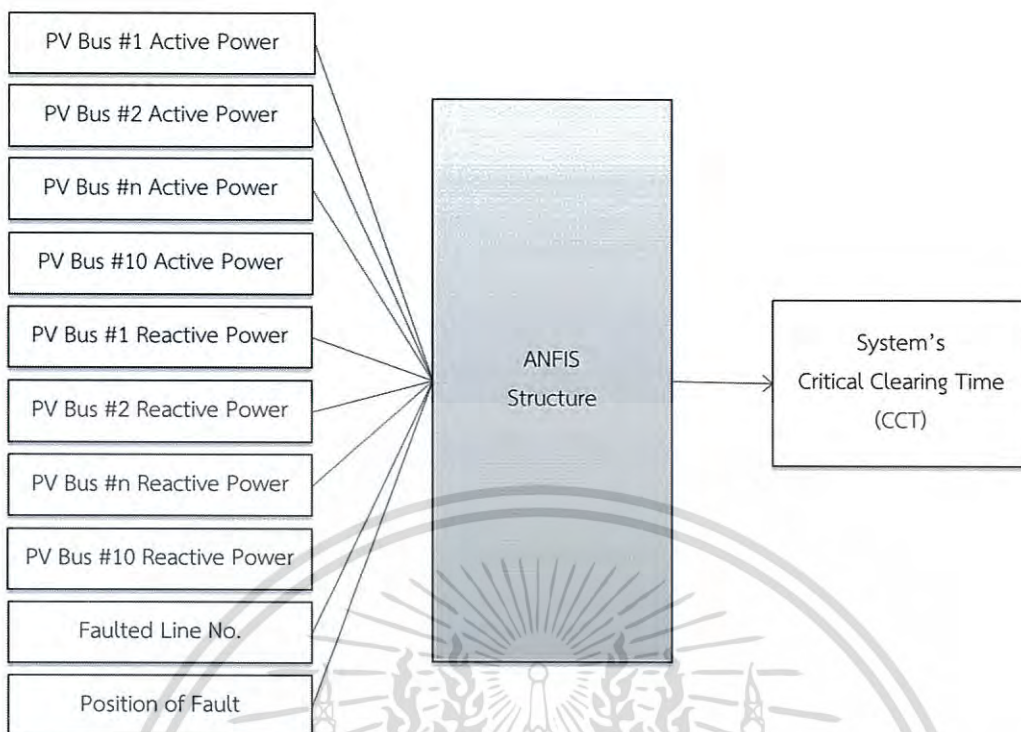 PV Bus #1 Active Power
PV Bus #2 Active Power
PV Bus #n Active Power
PV Bus #10 Active Power
PV Bus #1 Reactive Power
PV Bus #2 Reactive Power
PV Bus #n Reactive Power
PV Bus #10 Reactive Power
Faulted Line No.
Position of Fault
ANFIS
Structure
System's
Critical Clearing Time
(CCT)